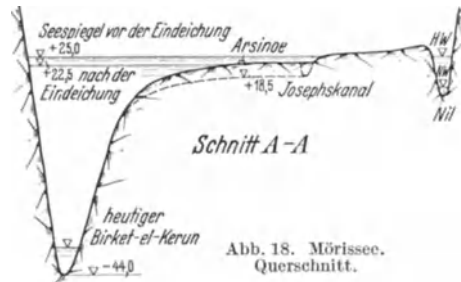 Seespiegel vor der Eindeichung
+25,0
Arsinoe
HW
+22,5 nach der
Eindeichung
+18,5
Josephskanal
NW
Nil
Schnitt A-A
heutiger
Birket-el-Kerun
-44,0
Abb. 18. Mörissee.
Querschnitt.